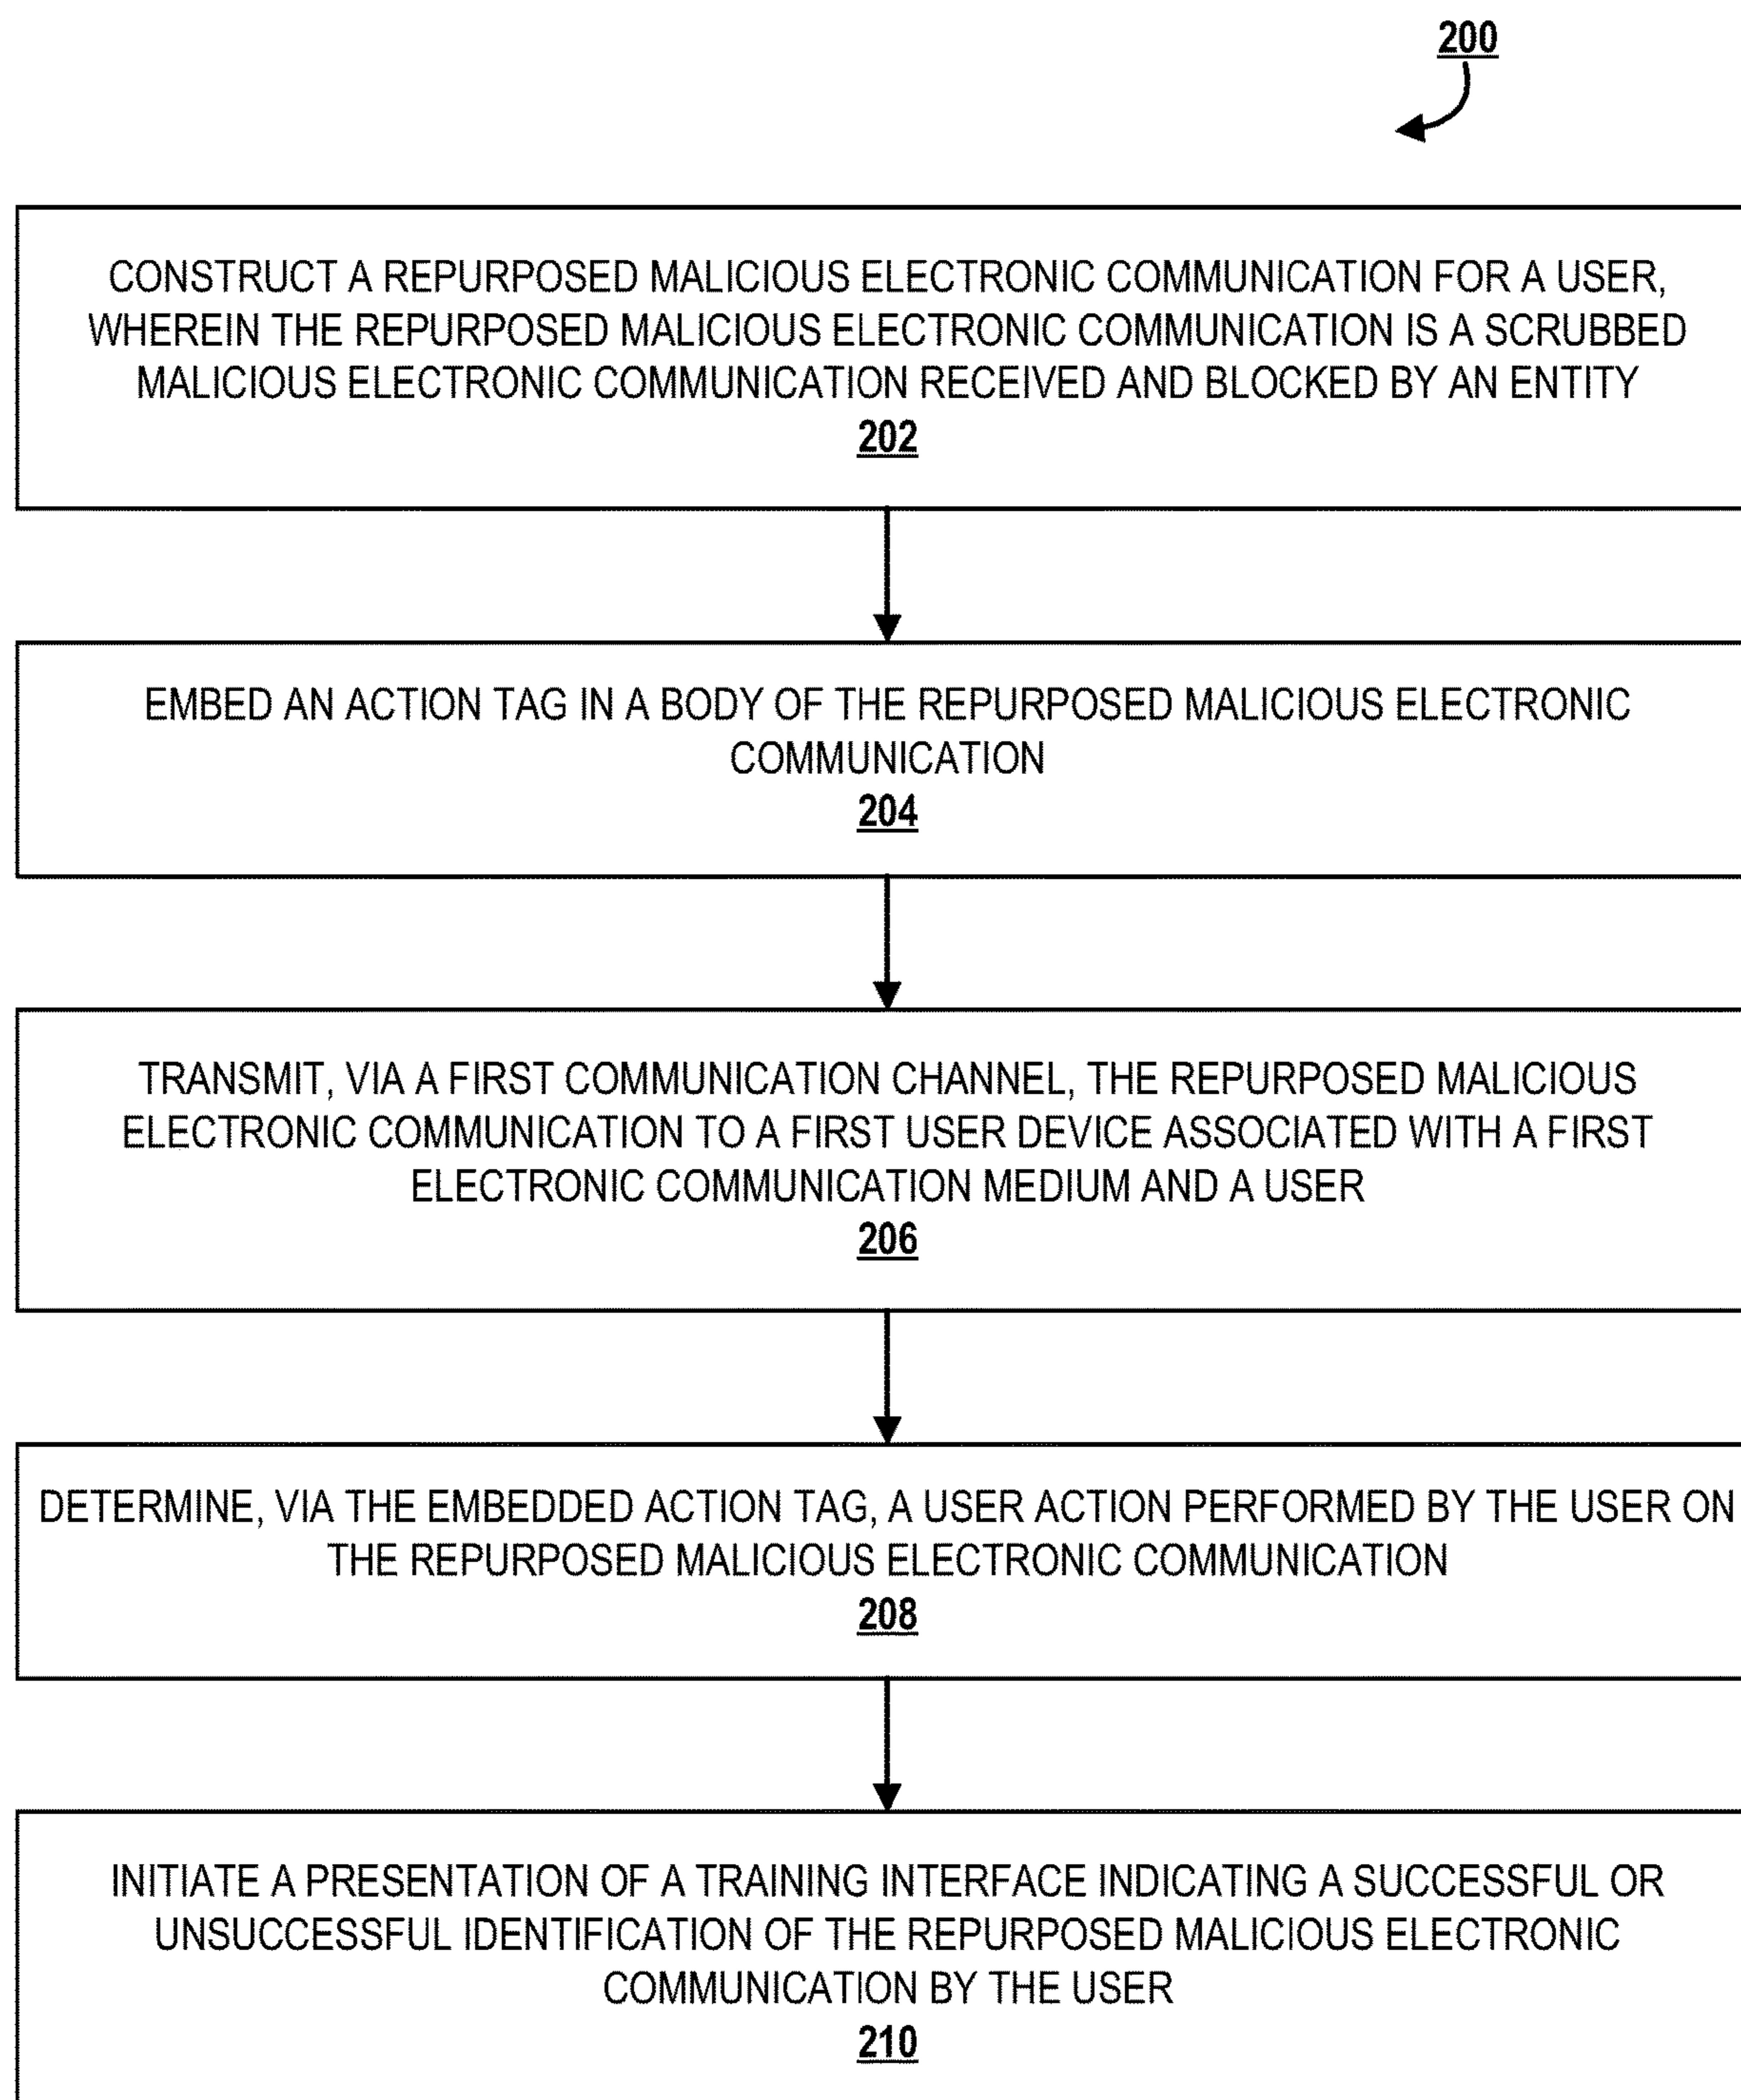 200
CONSTRUCT A REPURPOSED MALICIOUS ELECTRONIC COMMUNICATION FOR A USER,
WHEREIN THE REPURPOSED MALICIOUS ELECTRONIC COMMUNICATION IS A SCRUBBED
MALICIOUS ELECTRONIC COMMUNICATION RECEIVED AND BLOCKED BY AN ENTITY
202
EMBED AN ACTION TAG IN A BODY OF THE REPURPOSED MALICIOUS ELECTRONIC
COMMUNICATION
204
TRANSMIT, VIA A FIRST COMMUNICATION CHANNEL, THE REPURPOSED MALICIOUS
ELECTRONIC COMMUNICATION TO A FIRST USER DEVICE ASSOCIATED WITH A FIRST
ELECTRONIC COMMUNICATION MEDIUM AND A USER
206
DETERMINE, VIA THE EMBEDDED ACTION TAG, A USER ACTION PERFORMED BY THE USER ON
THE REPURPOSED MALICIOUS ELECTRONIC COMMUNICATION
208
INITIATE A PRESENTATION OF A TRAINING INTERFACE INDICATING A SUCCESSFUL OR
UNSUCCESSFUL IDENTIFICATION OF THE REPURPOSED MALICIOUS ELECTRONIC
COMMUNICATION BY THE USER
210